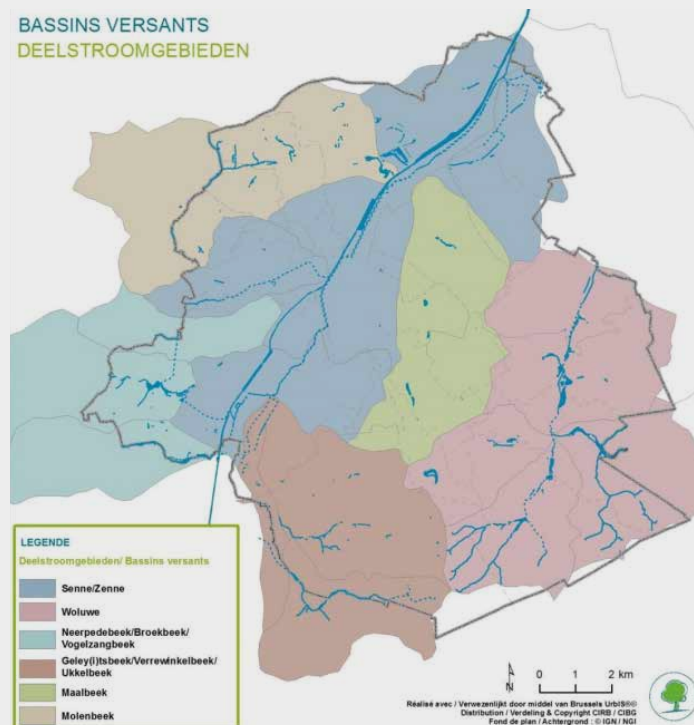 BASSINS VERSANTS
DEELSTROOMGEBIEDEN
LEGENDE
Deelstroomgebieden/ Bassins versants
Senne/Zenne
Woluwe
Neerpedebeek/Broekbeek/
Vogelzangbeek
Geley(i)tsbeek/Verrewinkelbeek/
Ukkelbeek
Maalbeek
Molenbeek
N
0 1 2 km
Réalisé avec / Verwezenlijkt door middel van Brussels UrbIS®©
Distribution / Verdeling & Copyright CIRB / CIBG
Fond de plan / Achtergrond : © IGN / NGI